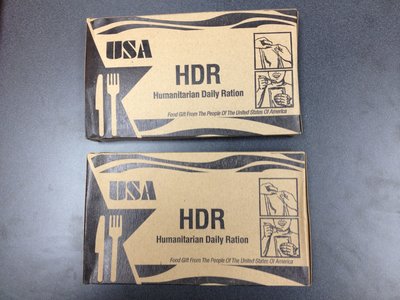 USA
HDR
Humanitarian Daily Ration
Food Gift From The People Of The United States Of America
USA
HDR
Humanitarian Daily Ration
Food Gift From The People Of The United States Of America